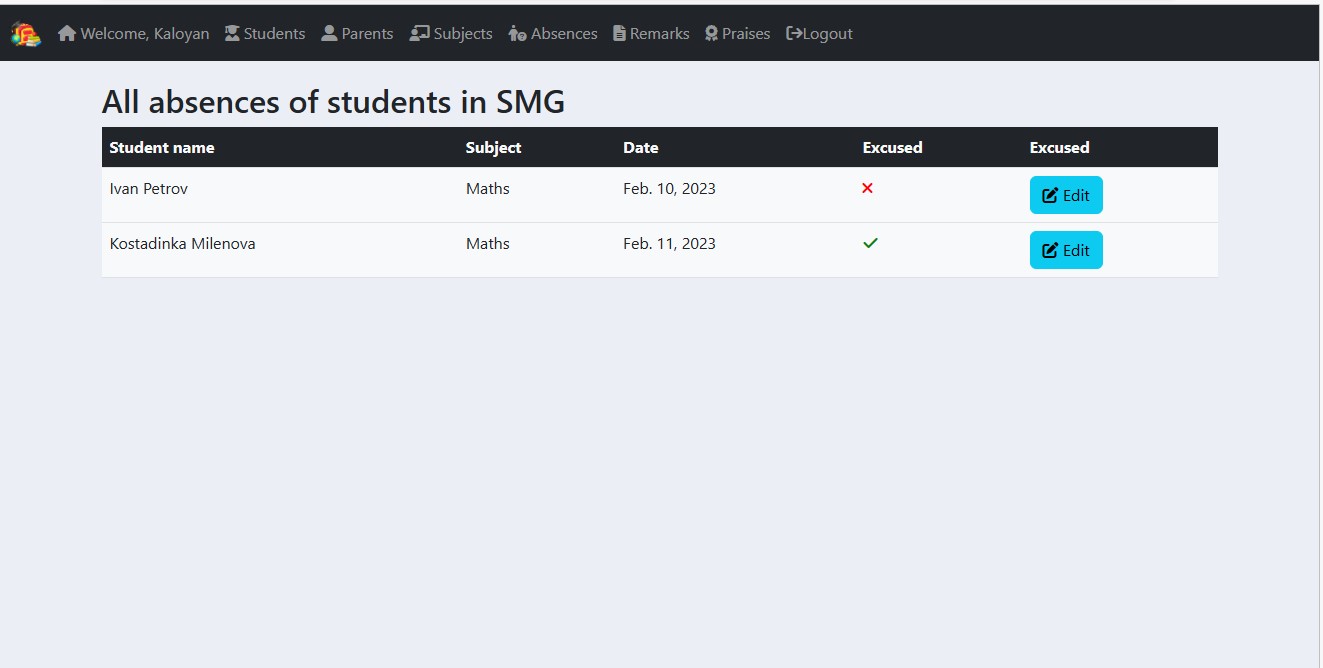 Welcome, Kaloyan Students Parents Subjects Absences Remarks Praises Logout
All absences of students in SMG
Student name Subject Date Excused Excused
Ivan Petrov Maths Feb. 10, 2023 Edit
Kostadinka Milenova Maths Feb. 11, 2023 Edit